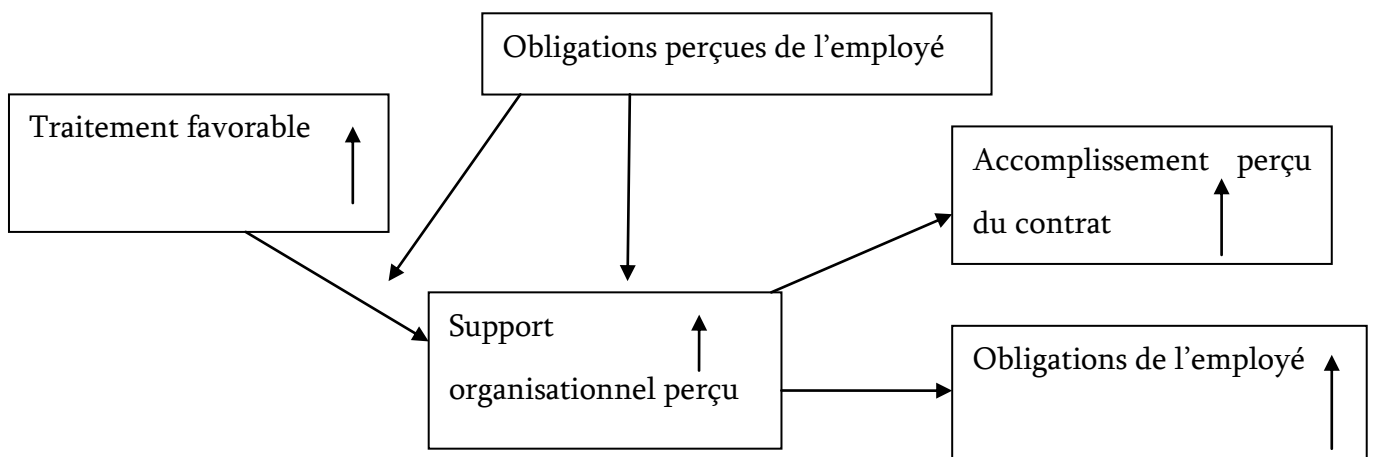 Obligations perçues de l’employé
Traitement favorable
Accomplissement perçu
du contrat
Support
organisationnel perçu
Obligations de l’employé